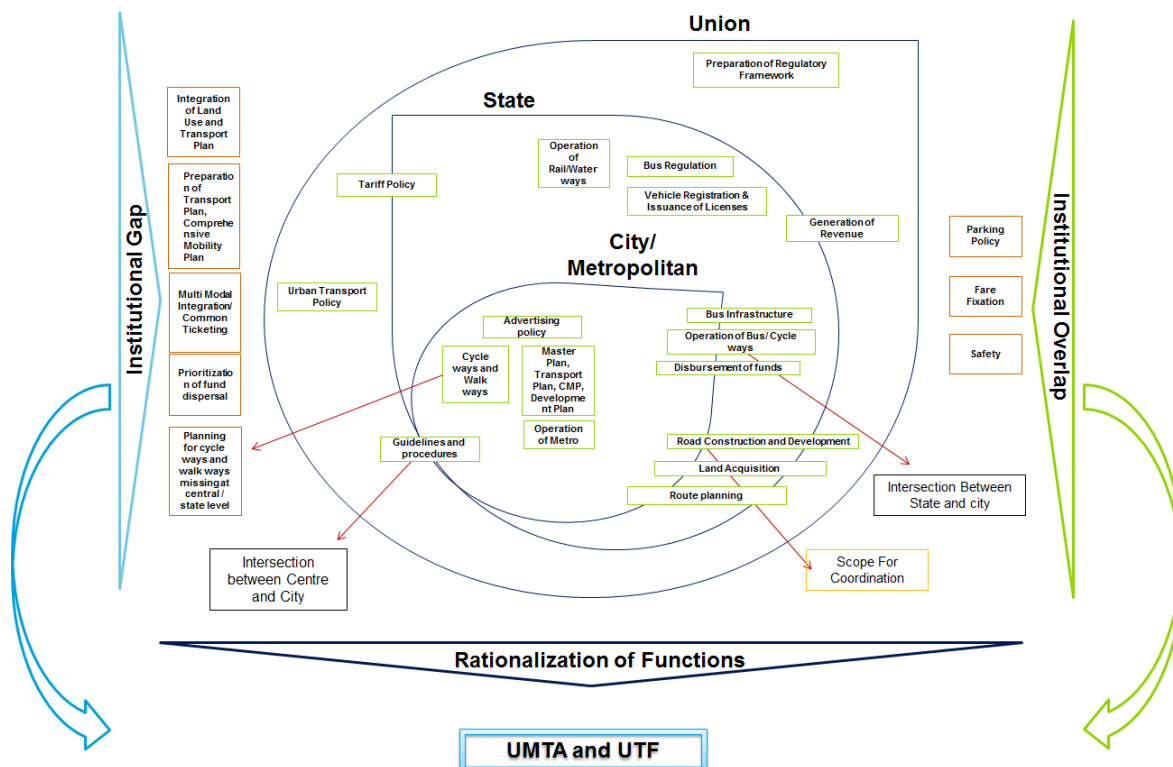 Union
Preparation of Regulatory
Framework
State
Integration
of Land
Use and
Transport
Plan
Operation
of
Rail/Water
ways
Bus Regulation
Tariff Policy
Vehicle Registration &
Issuance of Licenses
Preparatio
n of
Transport
Plan,
Comprehe
nsive
Mobility
Plan
Generation of
Revenue
Parking
Policy
Institutional Gap
Institutional Overlap
City/
Metropolitan
Multi Modal
Integration/
Common
Ticketing
Urban Transport
Policy
Fare
Fixation
Bus Infrastructure
Advertising
policy
Operation of Bus/ Cycle
ways
Safety
Cycle
ways and
Walk
ways
Master
Plan,
Transport
Plan, CMP,
Developme
nt Plan
Disbursement of funds
Prioritizatio
n of fund
dispersal
Operation
of Metro
Guidelines and
procedures
Road Construction and Development
Planning
for cycle
ways and
walk ways
missing at
central /
state level
Land Acquisition
Route planning
Intersection Between
State and city
Intersection
between Centre
and City
Scope For
Coordination
Rationalization of Functions
UMTA and UTF